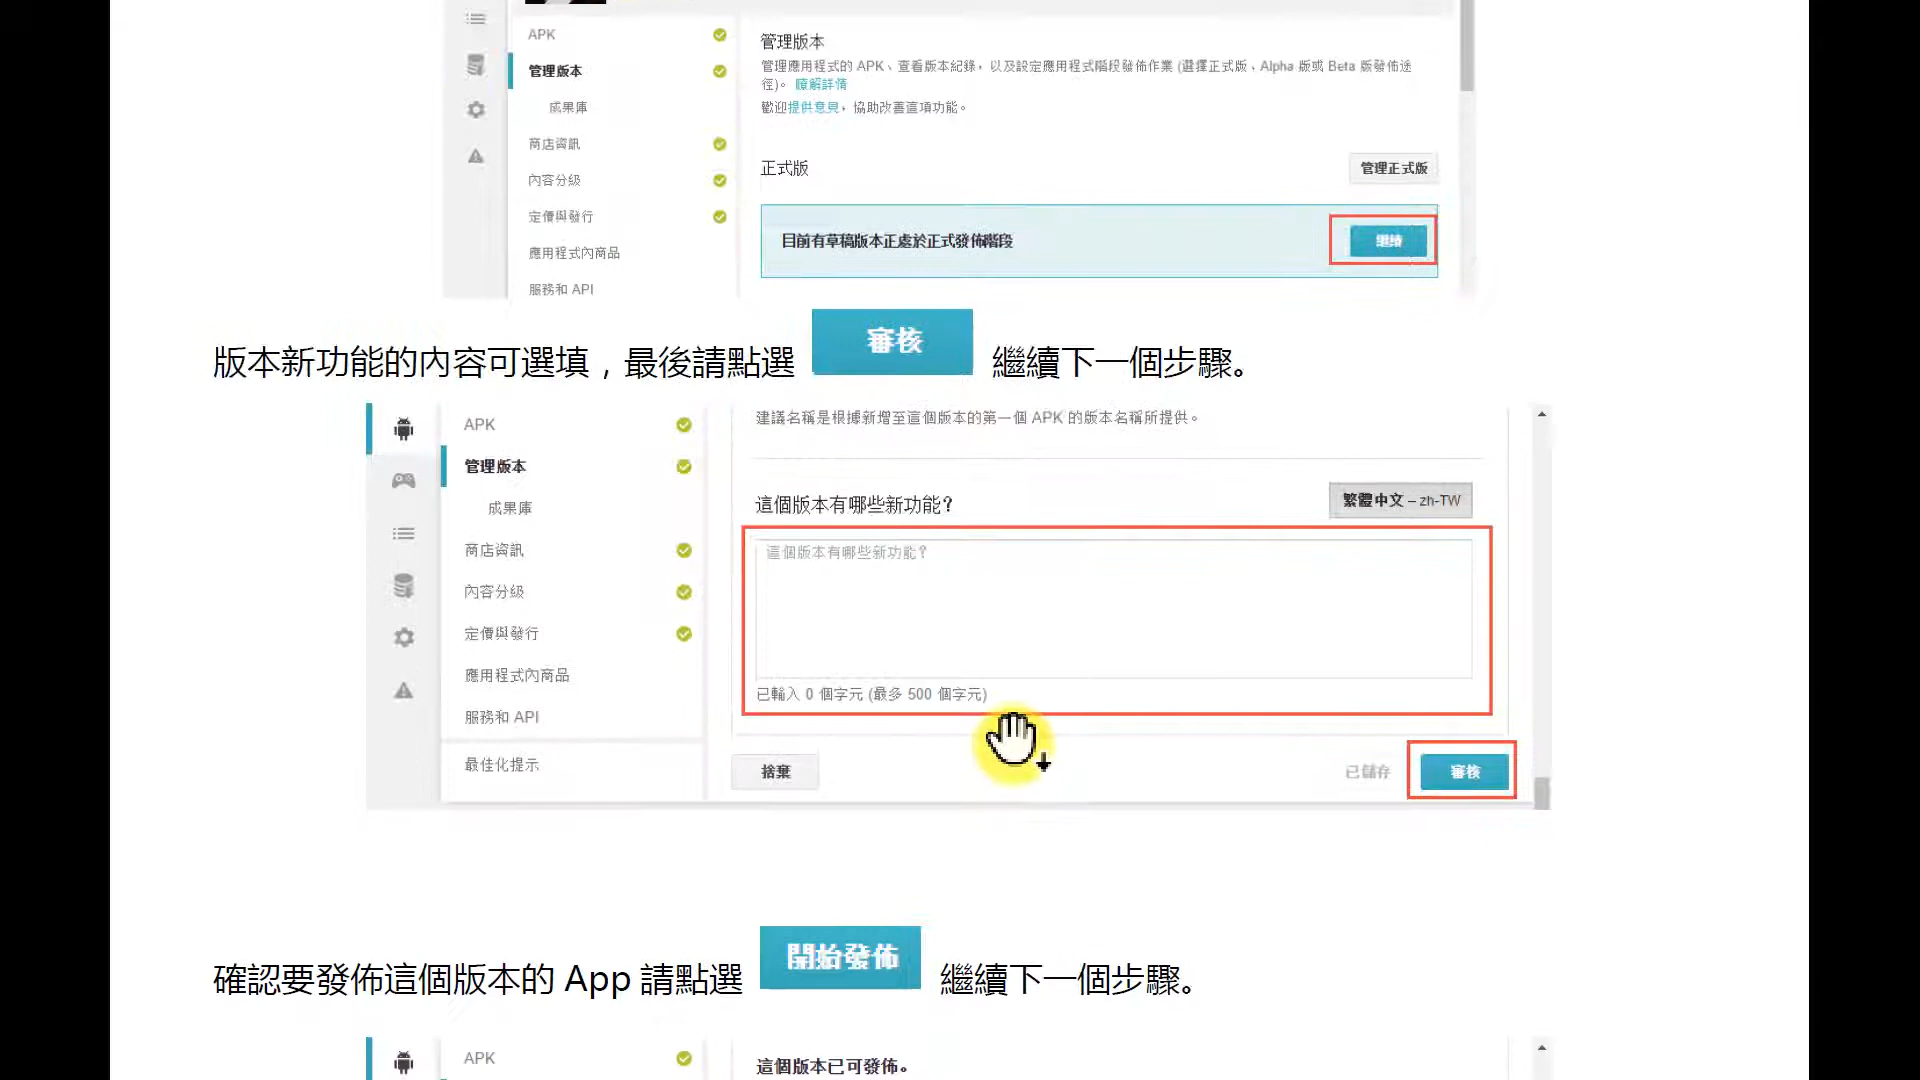 APK
管理版本
成果庫
商店資訊
內容分級
定價與發行
應用程式內商品
服務和 API
管理版本
管理應用程式的 APK、查看版本紀錄，以及設定應用程式階段發佈作業 (選擇正式版、Alpha 版或 Beta 版發佈途
徑)。 瞭解詳情
歡迎提供意見，協助改善這項功能。
正式版
管理正式版
目前有草稿版本正處於正式發佈階段
繼續
版本新功能的內容可選填，最後請點選 審核 繼續下一個步驟。
APK
管理版本
成果庫
商店資訊
內容分級
定價與發行
應用程式內商品
服務和 API
最佳化提示
建議名稱是根據新增至這個版本的第一個 APK 的版本名稱所提供。
這個版本有哪些新功能？
繁體中文 – zh-TW
這個版本有哪些新功能？
已輸入 0 個字元 (最多 500 個字元)
捨棄
已儲存
審核
確認要發佈這個版本的 App 請點選 開始發佈 繼續下一個步驟。
APK
這個版本已可發佈。